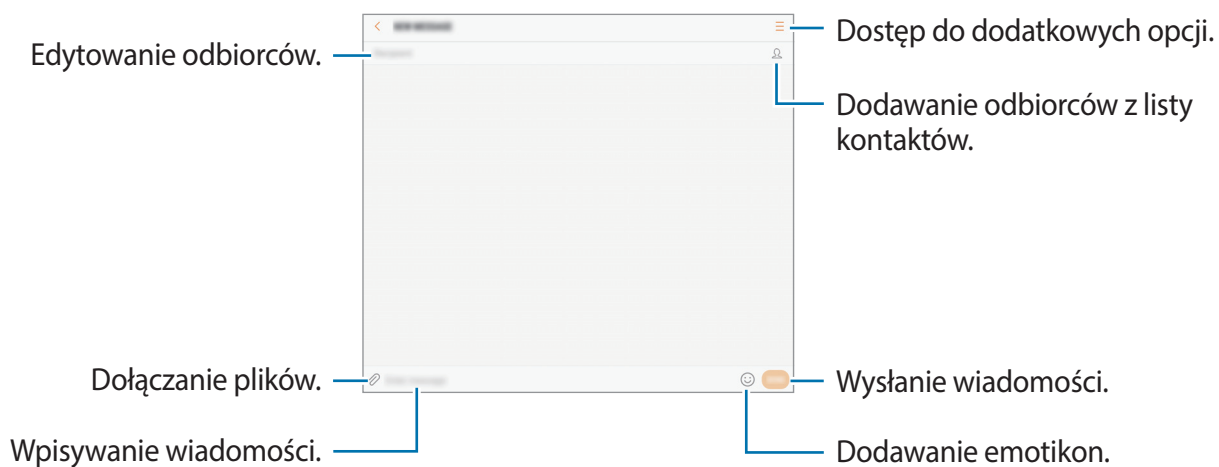 Edytowanie odbiorców.
Dostęp do dodatkowych opcji.
Dodawanie odbiorców z listy
kontaktów.
Dołączanie plików.
Wysłanie wiadomości.
Wpisywanie wiadomości.
Dodawanie emotikon.